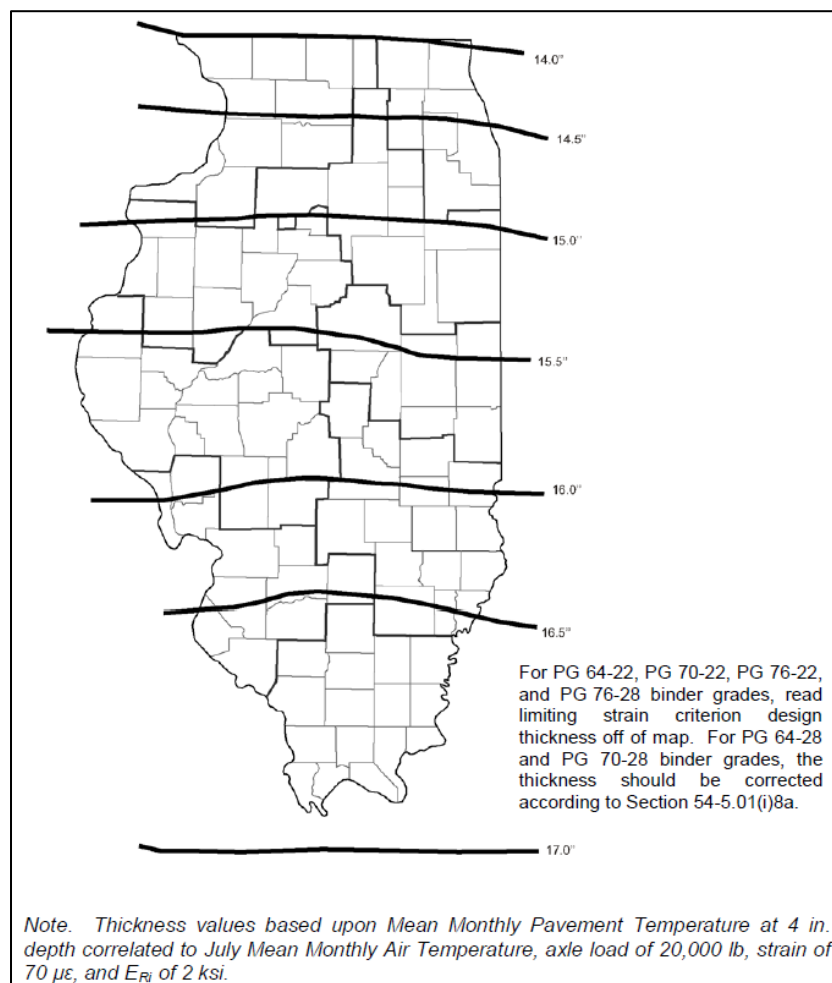 14.0"
14.5"
15.0"
15.5"
16.0"
16.5"
For PG 64-22, PG 70-22, PG 76-22,
and PG 76-28 binder grades, read
limiting strain criterion design
thickness off of map. For PG 64-28
and PG 70-28 binder grades, the
thickness should be corrected
according to Section 54-5.01(i)8a.
17.0"
Note. Thickness values based upon Mean Monthly Pavement Temperature at 4 in.
depth correlated to July Mean Monthly Air Temperature, axle load of 20,000 lb, strain of
70 µε, and ERi of 2 ksi.